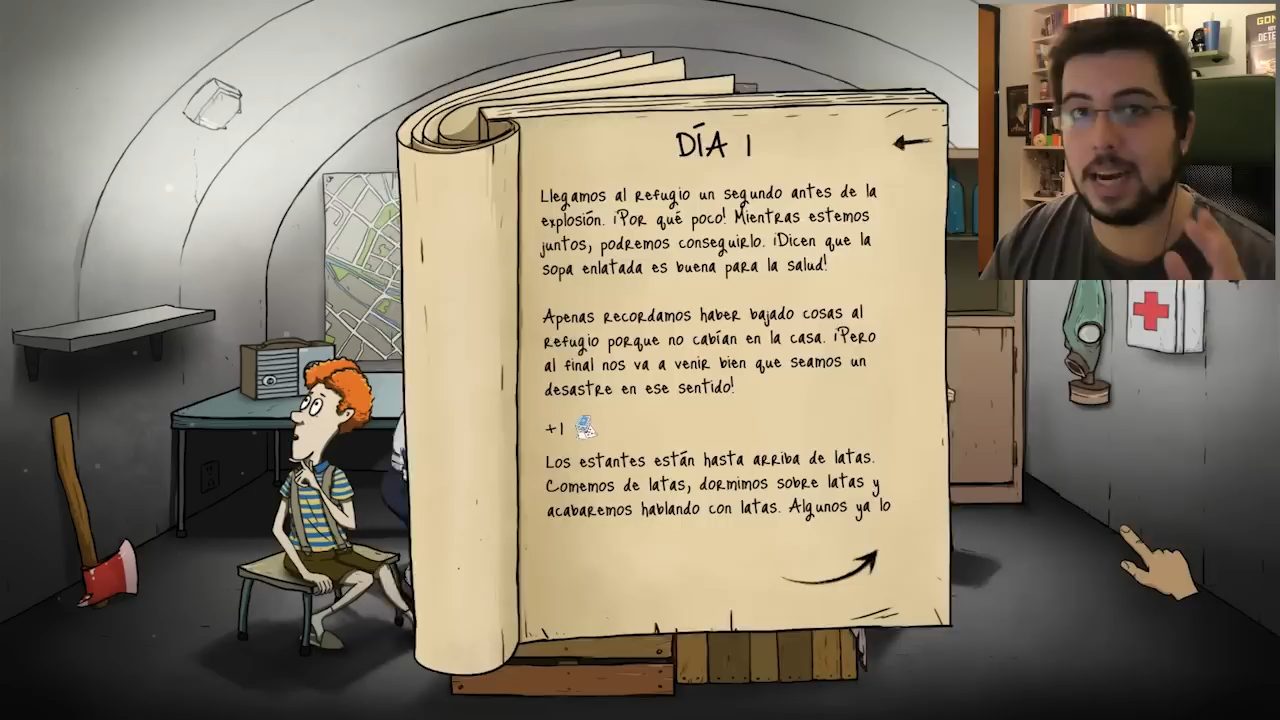 GON
DETE
DÍA 1
Llegamos al refugio un segundo antes de la
explosión. ¡Por qué poco! Mientras estemos
juntos, podremos conseguirlo. ¡Dicen que la
sopa enlatada es buena para la salud!
Apenas recordamos haber bajado cosas al
refugio porque no cabían en la casa. ¡Pero
al final nos va a venir bien que seamos un
desastre en ese sentido!
+1
Los estantes están hasta arriba de latas.
Comemos de latas, dormimos sobre latas y
acabaremos hablando con latas. Algunos ya lo